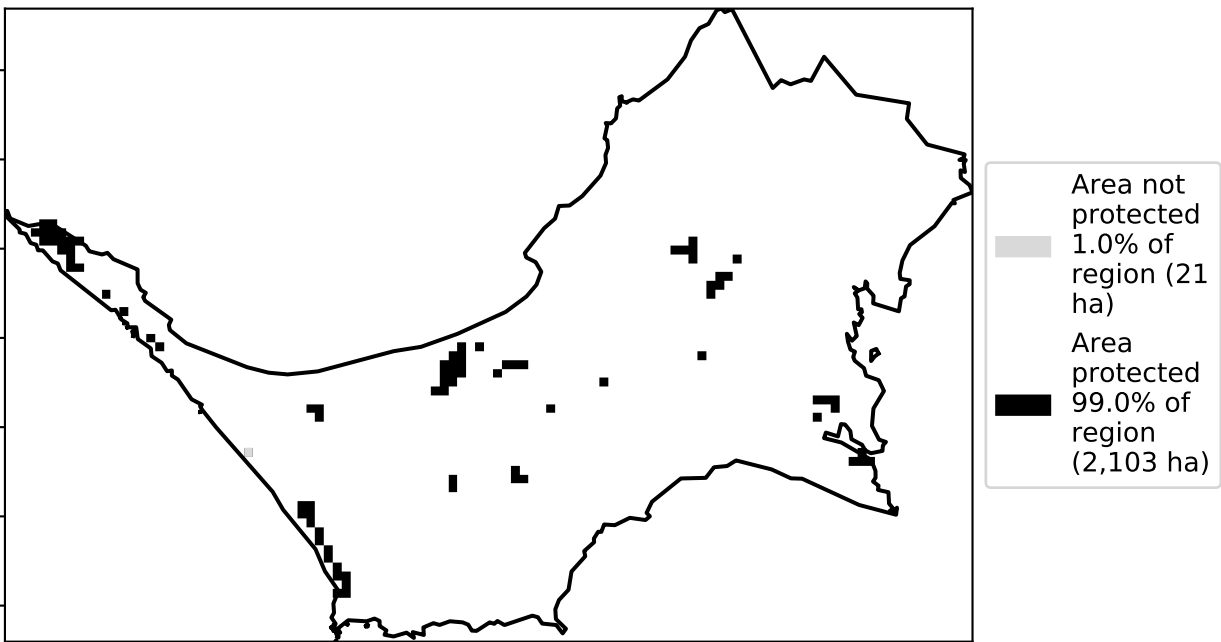 Area not
protected
1.0% of
region (21
ha)
Area
protected
99.0% of
region
(2,103 ha)